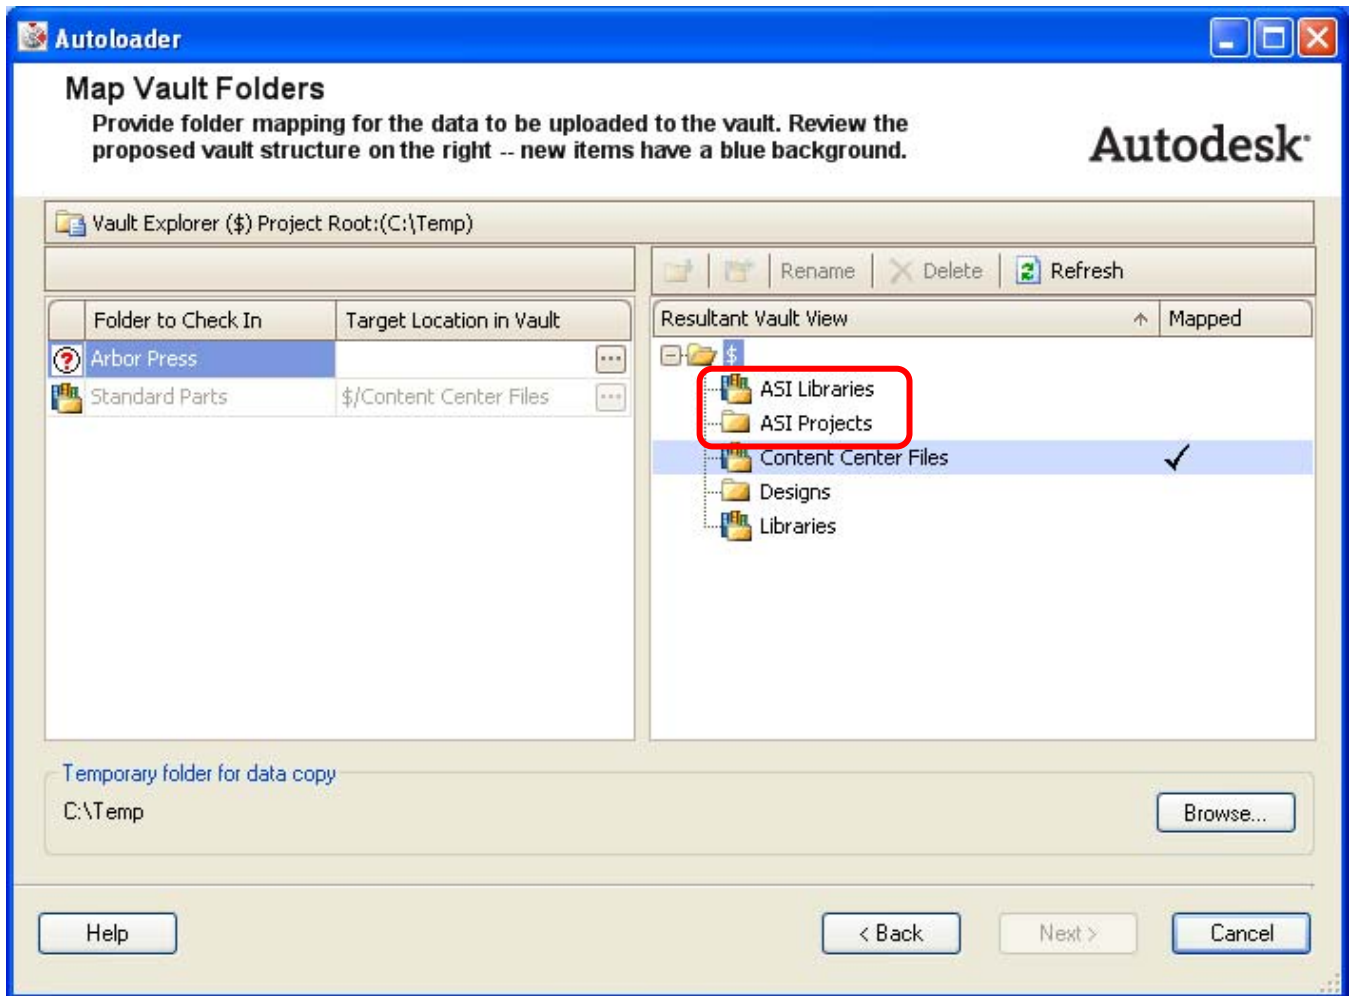 Autoloader
Map Vault Folders
Provide folder mapping for the data to be uploaded to the vault. Review the
proposed vault structure on the right -- new items have a blue background.
Autodesk
Vault Explorer ($) Project Root:(C:\Temp)
Rename Delete Refresh
Folder to Check In Target Location in Vault
Resultant Vault View Mapped
Arbor Press
Standard Parts $/Content Center Files
$
ASI Libraries
ASI Projects
Content Center Files
Designs
Libraries
Temporary folder for data copy
C:\Temp
Browse...
Help
< Back
Next >
Cancel